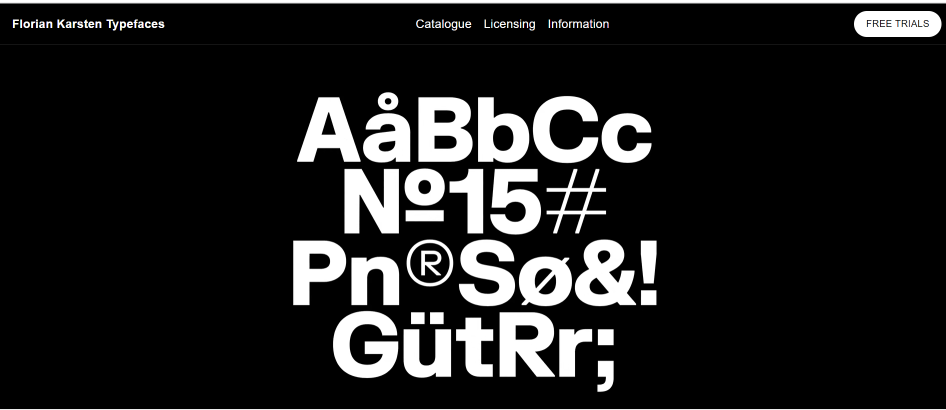 Florian Karsten Typefaces
Catalogue Licensing Information
FREE TRIALS
AåBbCc
Nº15#
Pn®Sø&!
GütRr;